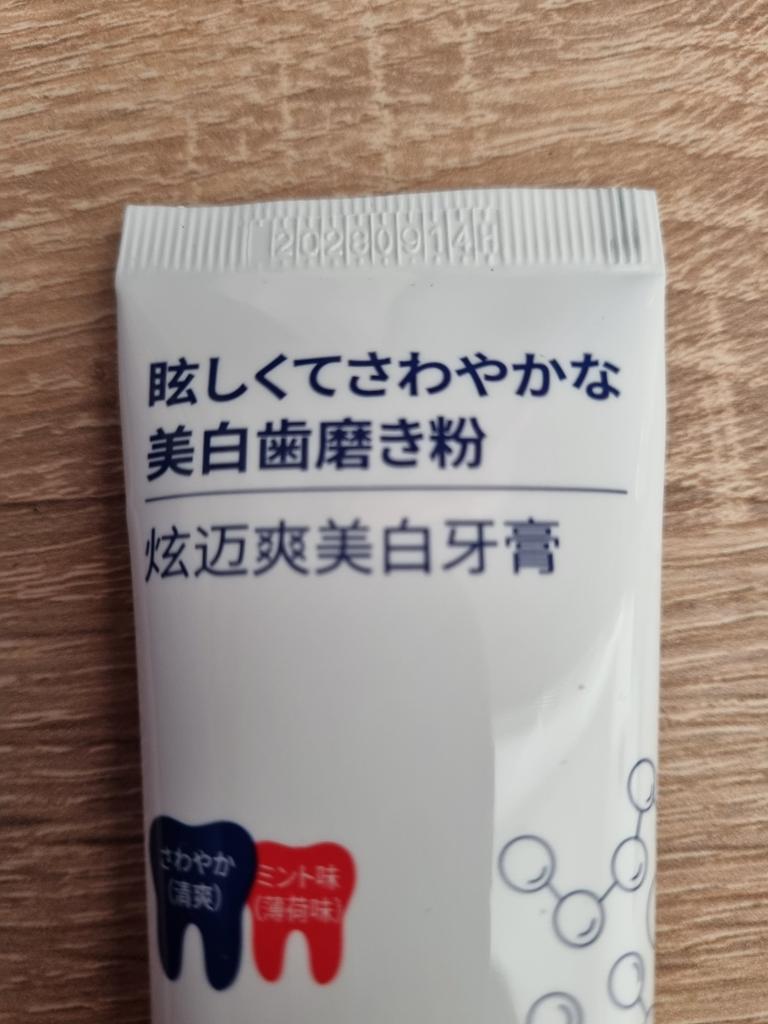 20280914H
眩しくてさわやかな
美白歯磨き粉
炫迈爽美白牙膏
さわやか
(清爽)
ミント味
(薄荷味)